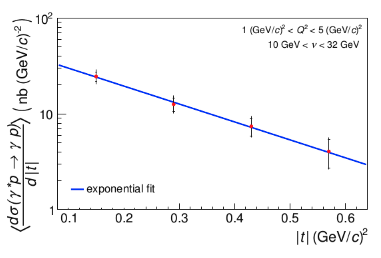 10²
10
1
1 (GeV/c)² < Q² < 5 (GeV/c)²
10 GeV < ν < 32 GeV
exponential fit
0.1 0.2 0.3 0.4 0.5 0.6
|t| (GeV/c)²
⟨dσ(γ*p → γ p)/d|t|⟩ (nb (GeV/c)⁻²)